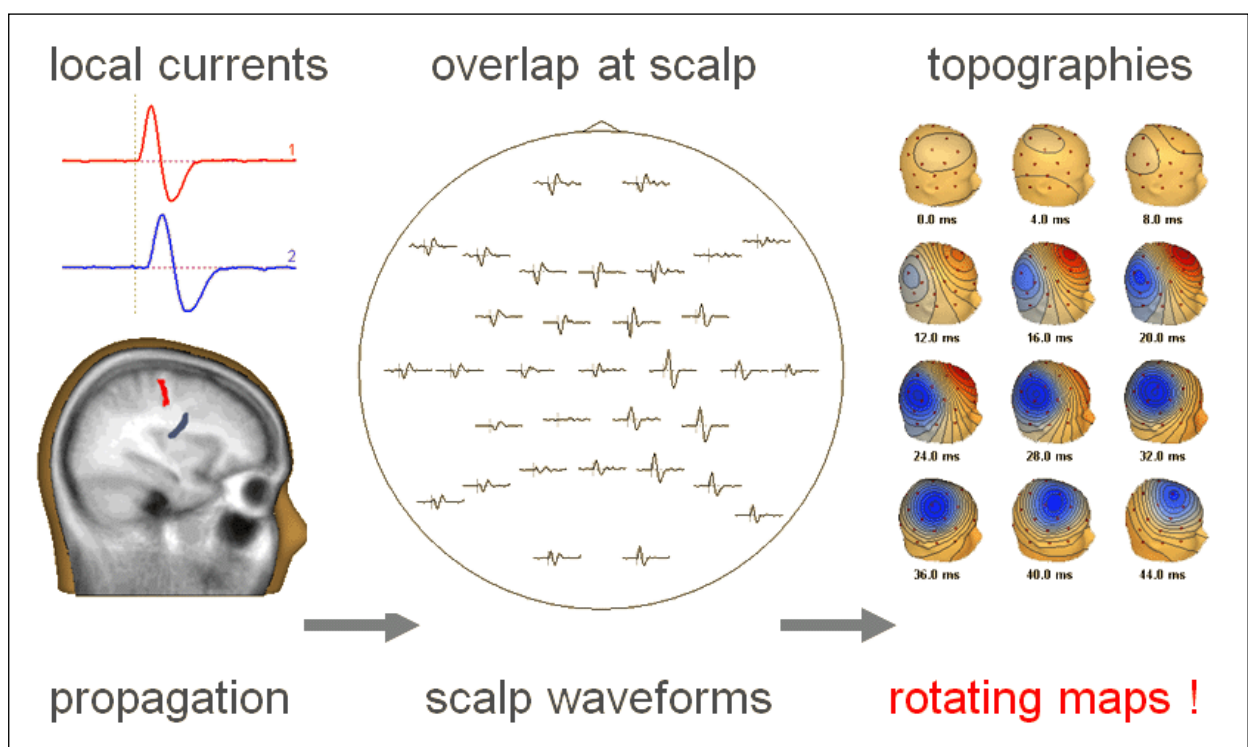 local currents
overlap at scalp
topographies
1
2
0.0 ms
4.0 ms
8.0 ms
12.0 ms
16.0 ms
20.0 ms
24.0 ms
28.0 ms
32.0 ms
36.0 ms
40.0 ms
44.0 ms
propagation
scalp waveforms
rotating maps !